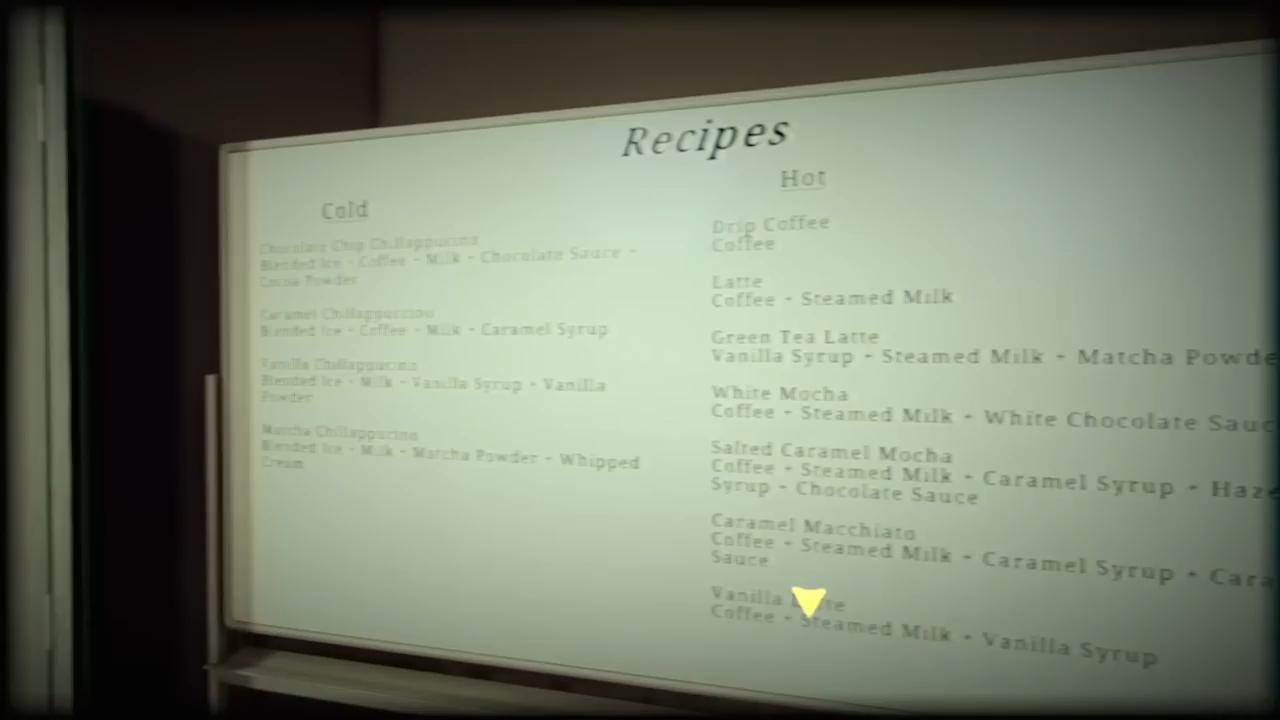 Recipes
Cold
Chocolate Chip Chillappucino
Blended Ice - Coffee - Milk - Chocolate Sauce -
Cocoa Powder
Caramel Chillappuccino
Blended Ice - Coffee - Milk - Caramel Syrup
Vanilla Chillappucino
Blended Ice - Milk - Vanilla Syrup + Vanilla
Powder
Matcha Chillappucino
Blended Ice - Milk - Matcha Powder + Whipped
Cream
Hot
Drip Coffee
Coffee
Latte
Coffee + Steamed Milk
Green Tea Latte
Vanilla Syrup + Steamed Milk + Matcha Powde
White Mocha
Coffee + Steamed Milk + White Chocolate Sauc
Salted Caramel Mocha
Coffee + Steamed Milk + Caramel Syrup + Haze
Syrup + Chocolate Sauce
Caramel Macchiato
Coffee + Steamed Milk + Caramel Syrup + Cara
Sauce
Vanilla Latte
Coffee + Steamed Milk + Vanilla Syrup